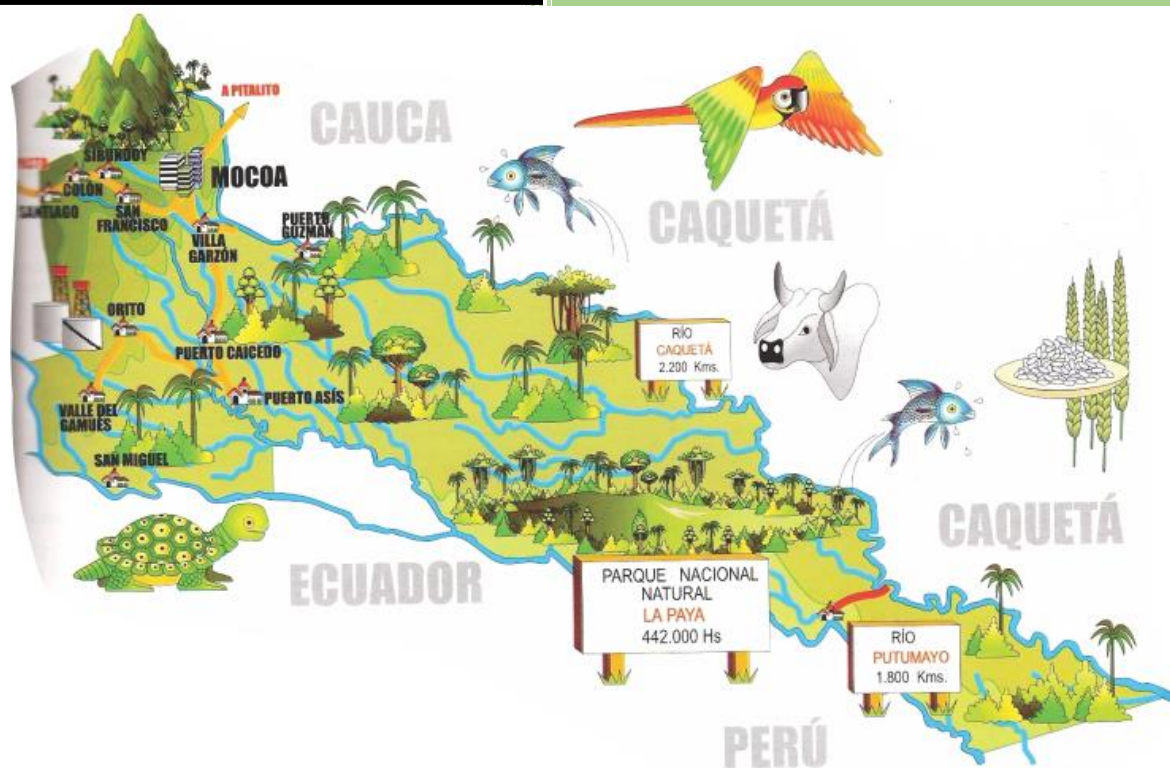 A PITALITO
CAUCA
SIBUNDOY
MOCOA
COLÓN
SANTIAGO
SAN
FRANCISCO
VILLA
GARZÓN
PUERTO
GUZMÁN
CAQUETÁ
ORITO
PUERTO CAICEDO
RÍO
CAQUETÁ
2.200 Kms.
VALLE DEL
GAMUÉS
PUERTO ASÍS
SAN MIGUEL
CAQUETÁ
ECUADOR
PARQUE NACIONAL
NATURAL
LA PAYA
442.000 Hs
RÍO
PUTUMAYO
1.800 Kms.
PERÚ